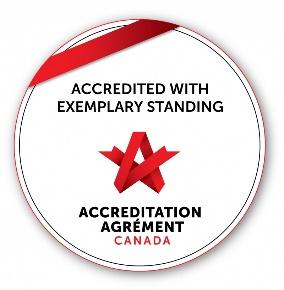 ACCREDITED WITH
EXEMPLARY STANDING
ACCREDITATION
AGRÉMENT
CANADA